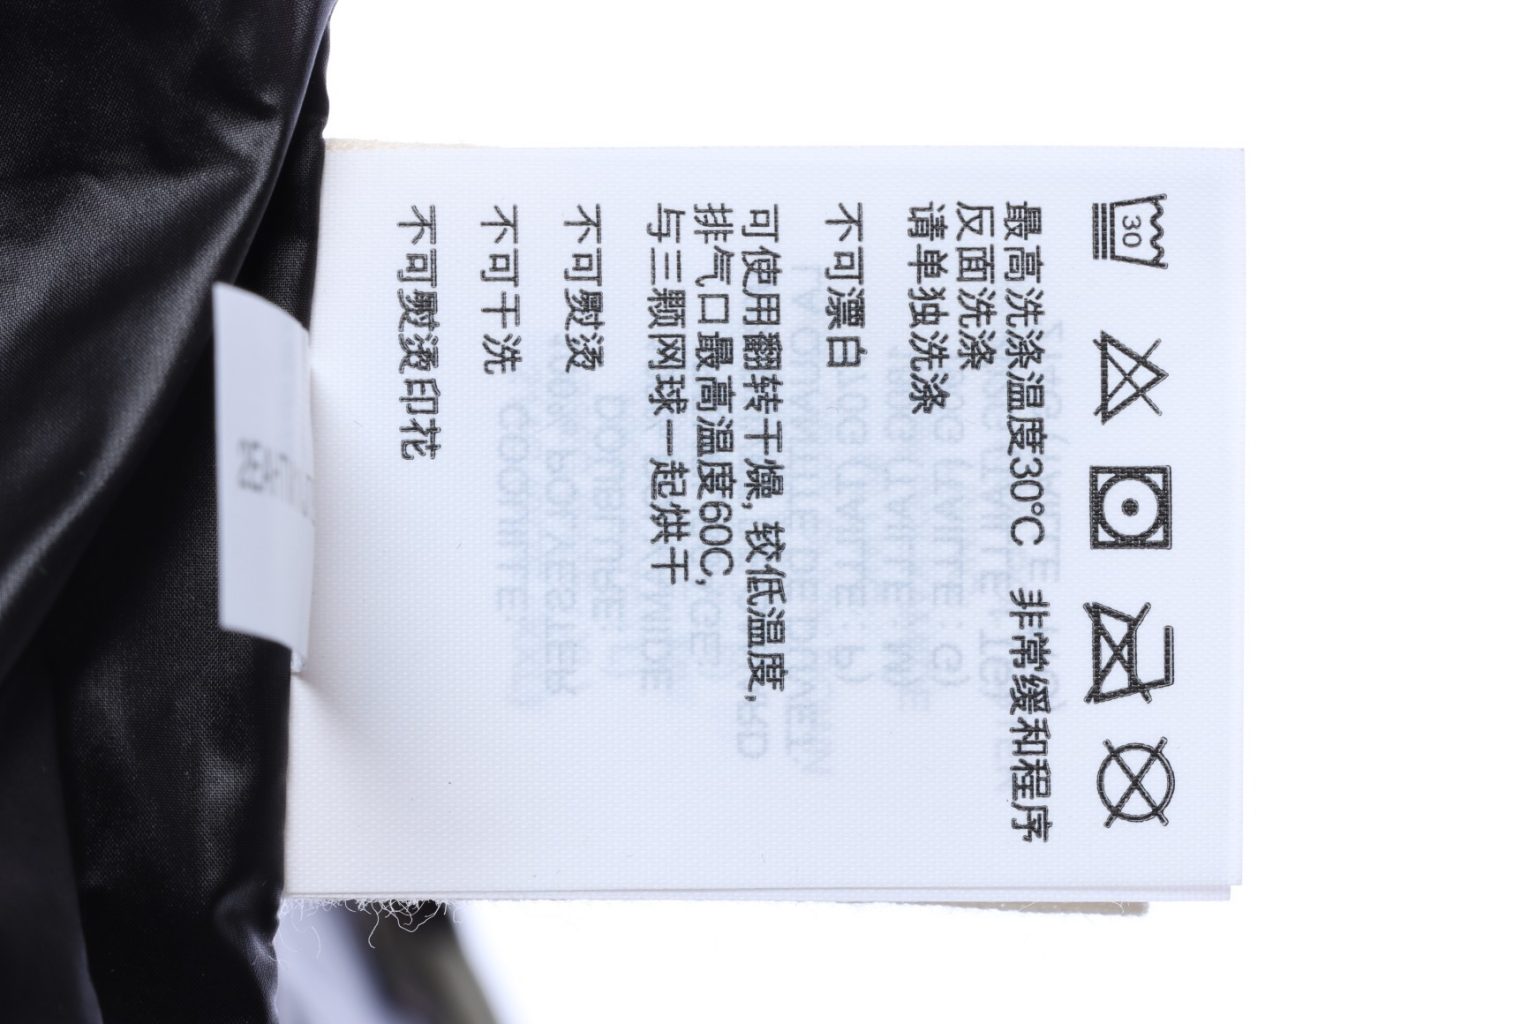 30
最高洗涤温度30°C 非常缓和程序
反面洗涤
请单独洗涤
不可漂白
可使用翻转干燥, 较低温度,
排气口最高温度60C,
与三颗网球一起烘干
不可熨烫
不可干洗
不可熨烫印花